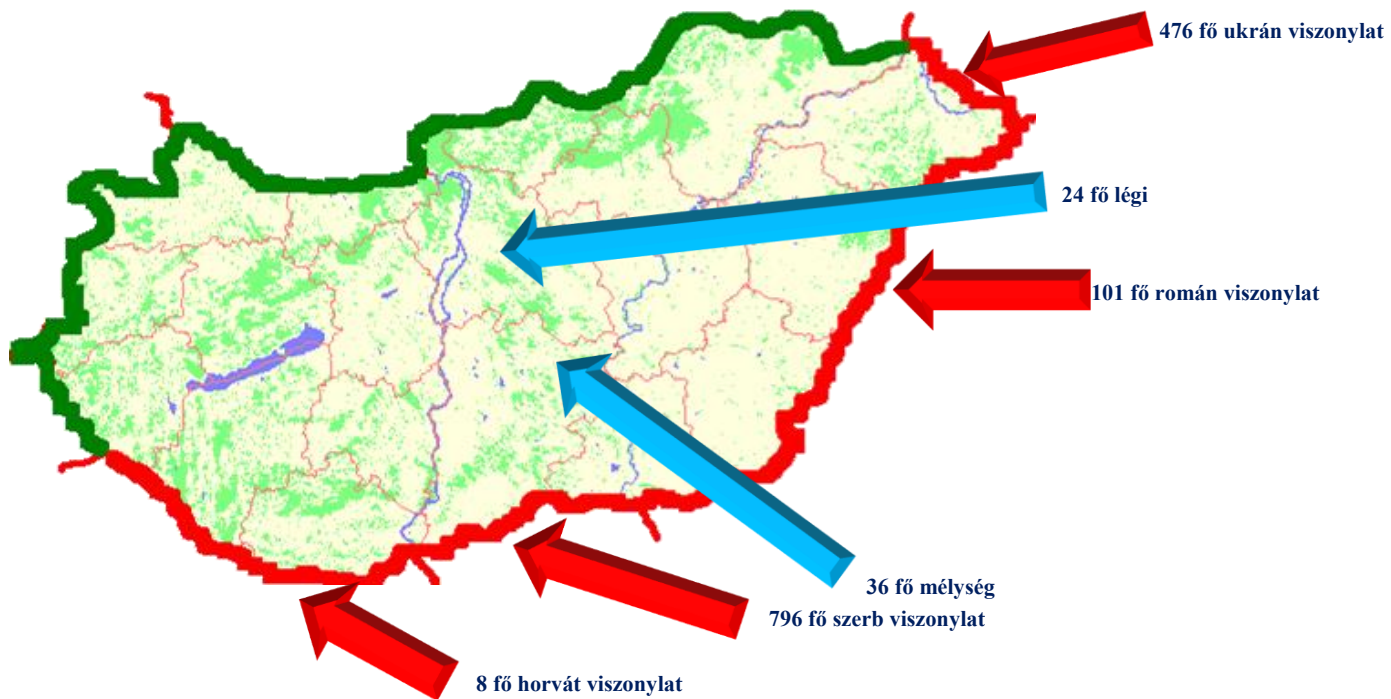 476 fő ukrán viszonylat
24 fő légi
101 fő román viszonylat
36 fő mélység
796 fő szerb viszonylat
8 fő horvát viszonylat